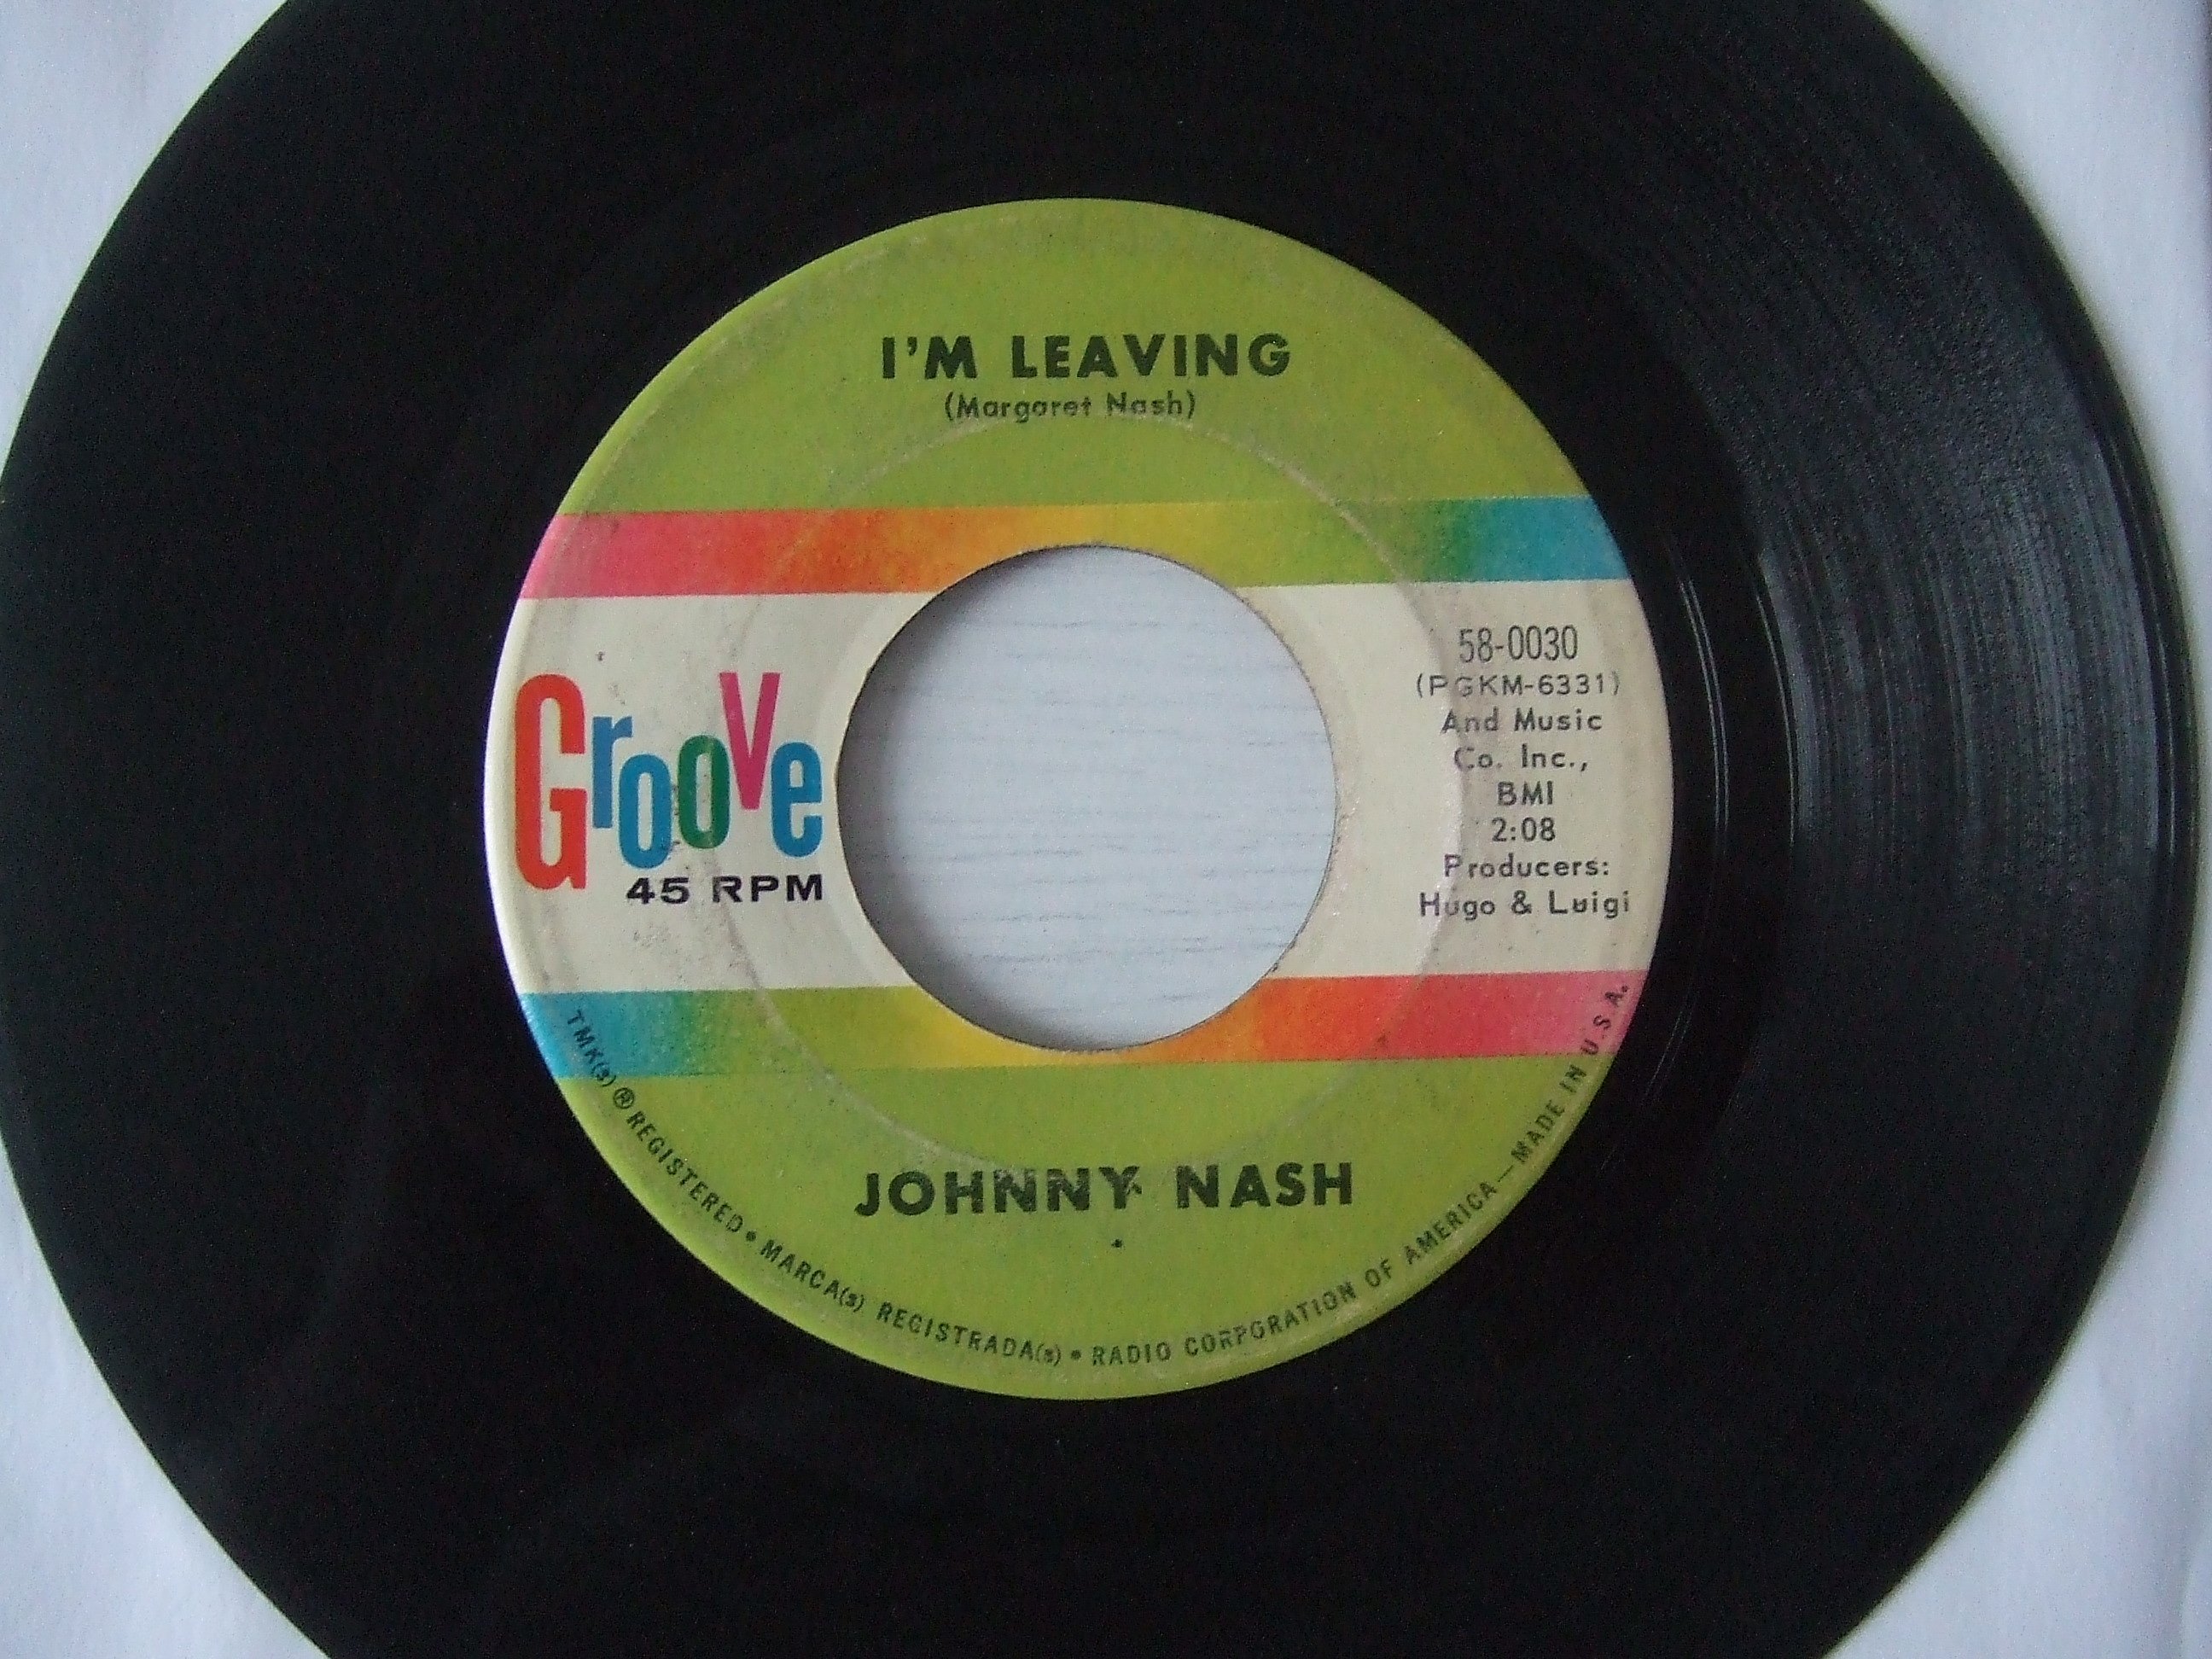 I'M LEAVING
(Margaret Nash)
Groove
45 RPM
58-0030
(PGKM-6331)
And Music
Co. Inc.,
BMI
2:08
Producers:
Hugo & Luigi
JOHNNY NASH
TMK(s) ® REGISTERED • MARCA(s) REGISTRADA(s) • RADIO CORPORATION OF AMERICA—MADE IN U.S.A.